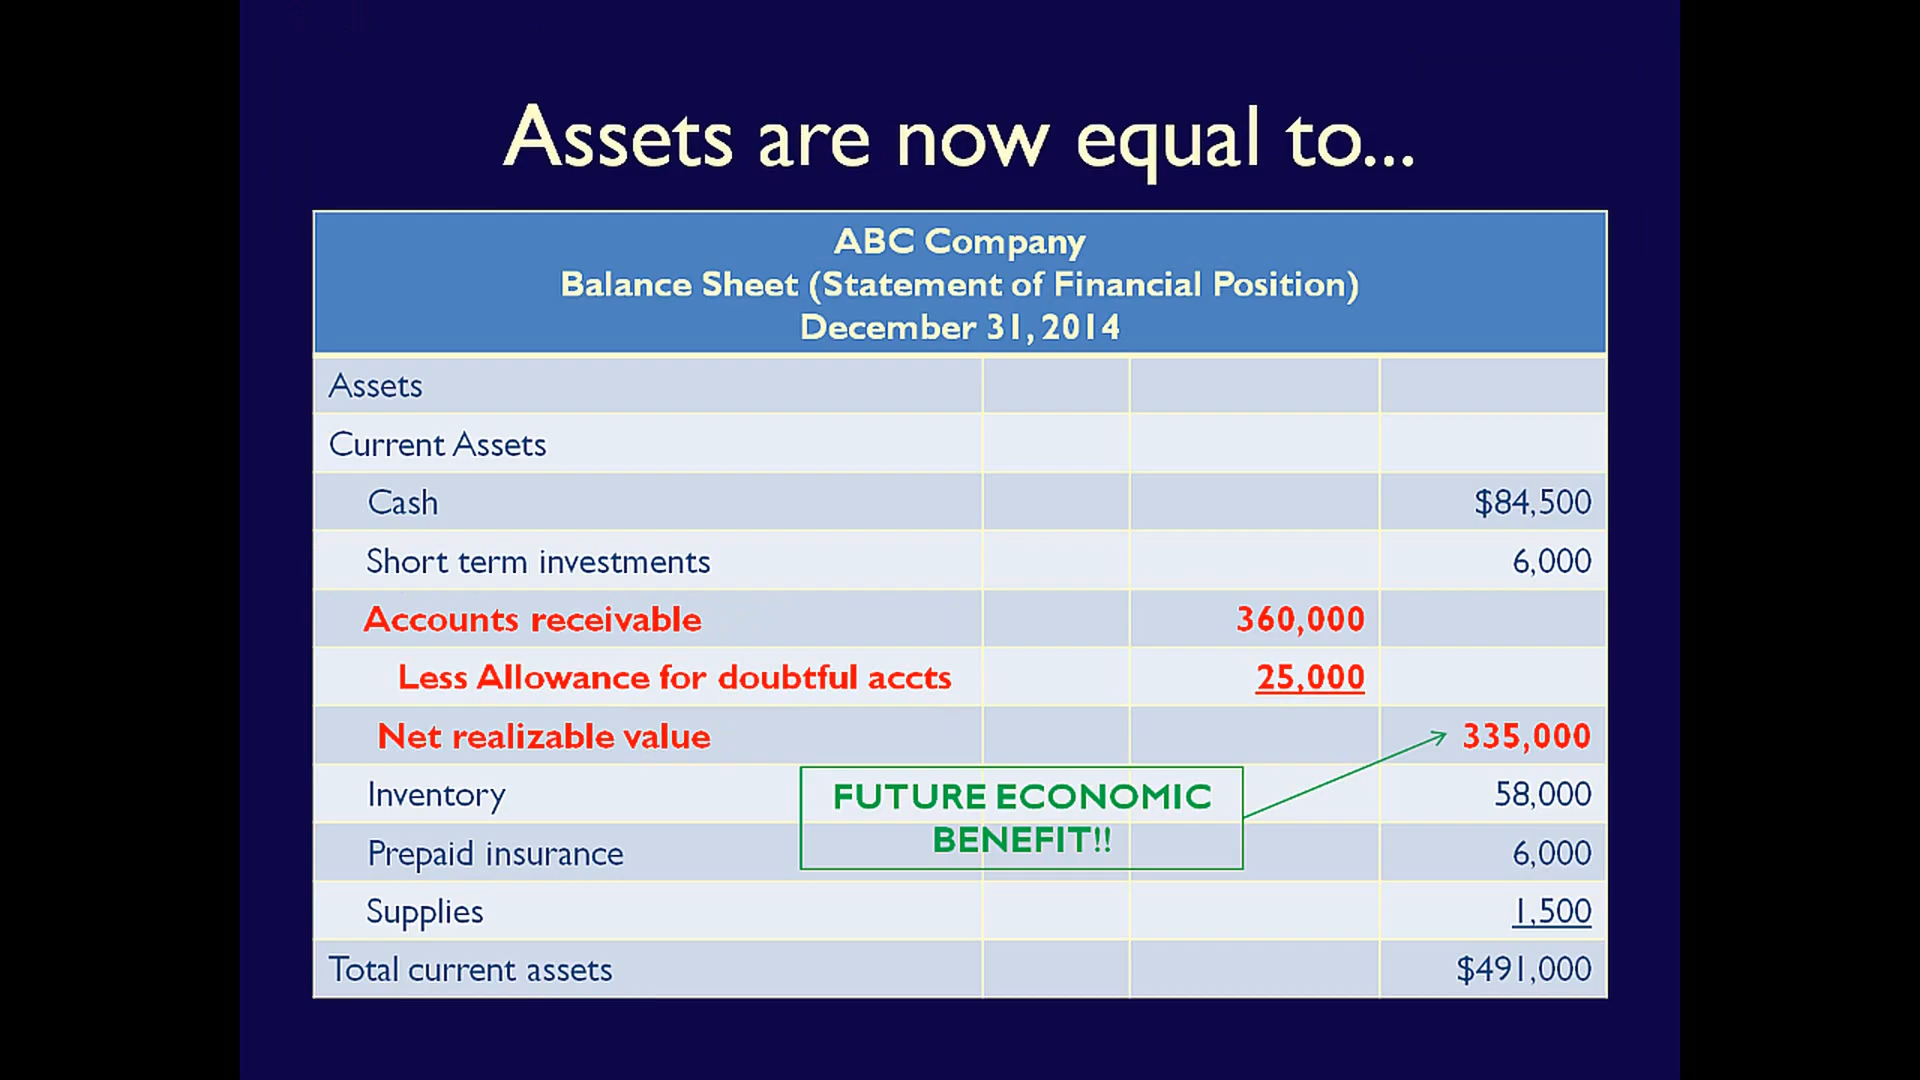 Assets are now equal to...
ABC Company
Balance Sheet (Statement of Financial Position)
December 31, 2014
Assets
Current Assets
Cash $84,500
Short term investments 6,000
Accounts receivable 360,000
Less Allowance for doubtful accts 25,000
Net realizable value 335,000
Inventory 58,000
FUTURE ECONOMIC
BENEFIT!!
Prepaid insurance 6,000
Supplies 1,500
Total current assets $491,000